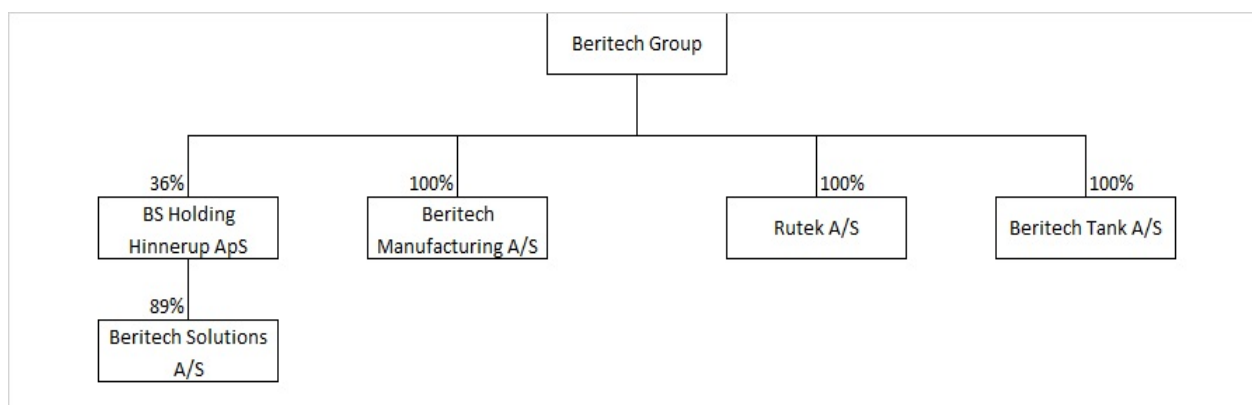 Beritech Group
36%
100%
100%
100%
BS Holding
Hinnerup ApS
Beritech
Manufacturing A/S
Rutek A/S
Beritech Tank A/S
89%
Beritech Solutions
A/S